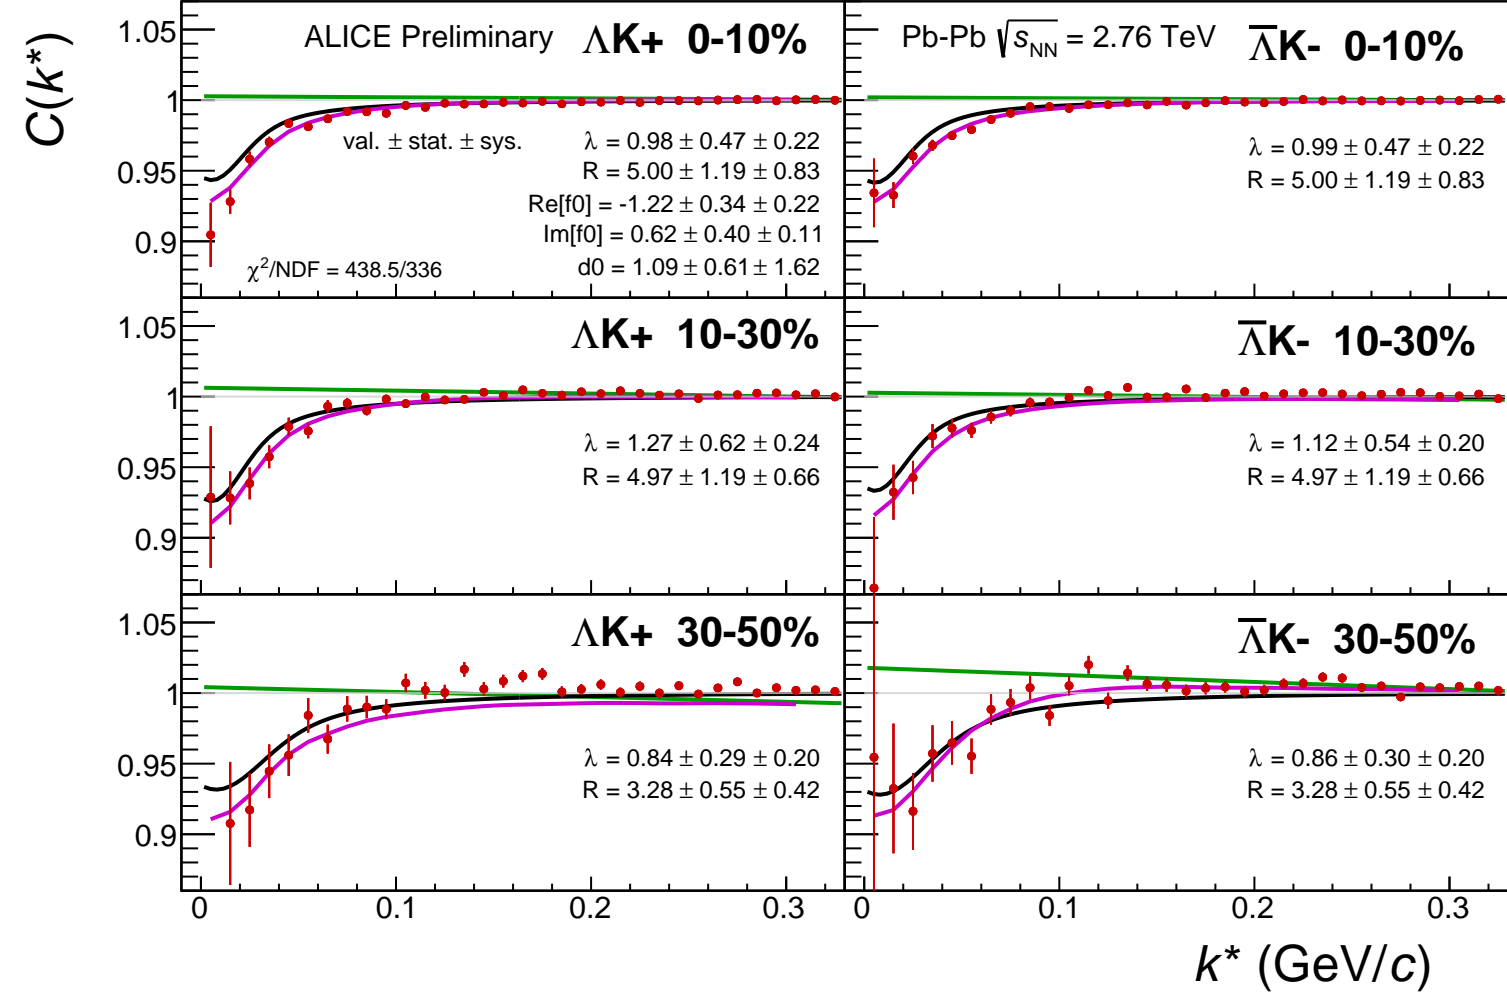 C(k*)
ALICE Preliminary ΛK+ 0-10%
val. ± stat. ± sys.
λ = 0.98 ± 0.47 ± 0.22
R = 5.00 ± 1.19 ± 0.83
Re[f0] = -1.22 ± 0.34 ± 0.22
Im[f0] = 0.62 ± 0.40 ± 0.11
d0 = 1.09 ± 0.61 ± 1.62
χ²/NDF = 438.5/336
1.05
1
0.95
0.9
Pb-Pb √s_NN = 2.76 TeV Λ̅K- 0-10%
λ = 0.99 ± 0.47 ± 0.22
R = 5.00 ± 1.19 ± 0.83
ΛK+ 10-30%
λ = 1.27 ± 0.62 ± 0.24
R = 4.97 ± 1.19 ± 0.66
1.05
1
0.95
0.9
Λ̅K- 10-30%
λ = 1.12 ± 0.54 ± 0.20
R = 4.97 ± 1.19 ± 0.66
ΛK+ 30-50%
λ = 0.84 ± 0.29 ± 0.20
R = 3.28 ± 0.55 ± 0.42
1.05
1
0.95
0.9
Λ̅K- 30-50%
λ = 0.86 ± 0.30 ± 0.20
R = 3.28 ± 0.55 ± 0.42
0 0.1 0.2 0.3
0 0.1 0.2 0.3
k* (GeV/c)